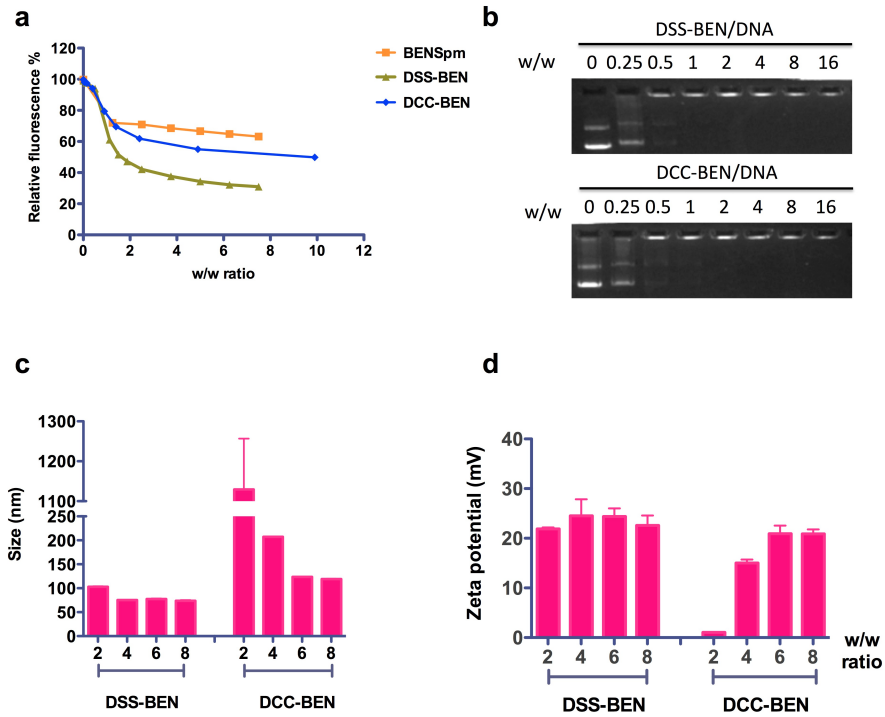 a
120
100
80
60
40
20
0
0 2 4 6 8 10 12
Relative fluorescence %
w/w ratio
BENSpm
DSS-BEN
DCC-BEN
b
DSS-BEN/DNA
w/w 0 0.25 0.5 1 2 4 8 16
DCC-BEN/DNA
w/w 0 0.25 0.5 1 2 4 8 16
c
1300
1200
1100
250
200
150
100
50
0
Size (nm)
2 4 6 8 2 4 6 8
DSS-BEN DCC-BEN
d
40
30
20
10
0
Zeta potential (mV)
2 4 6 8 2 4 6 8 w/w
ratio
DSS-BEN DCC-BEN